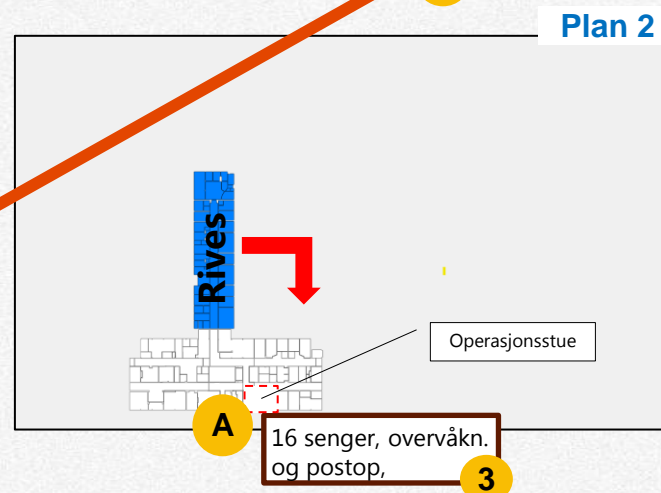 Plan 2
Rives
Operasjonsstue
A
16 senger, overvåkn.
og postop,
3